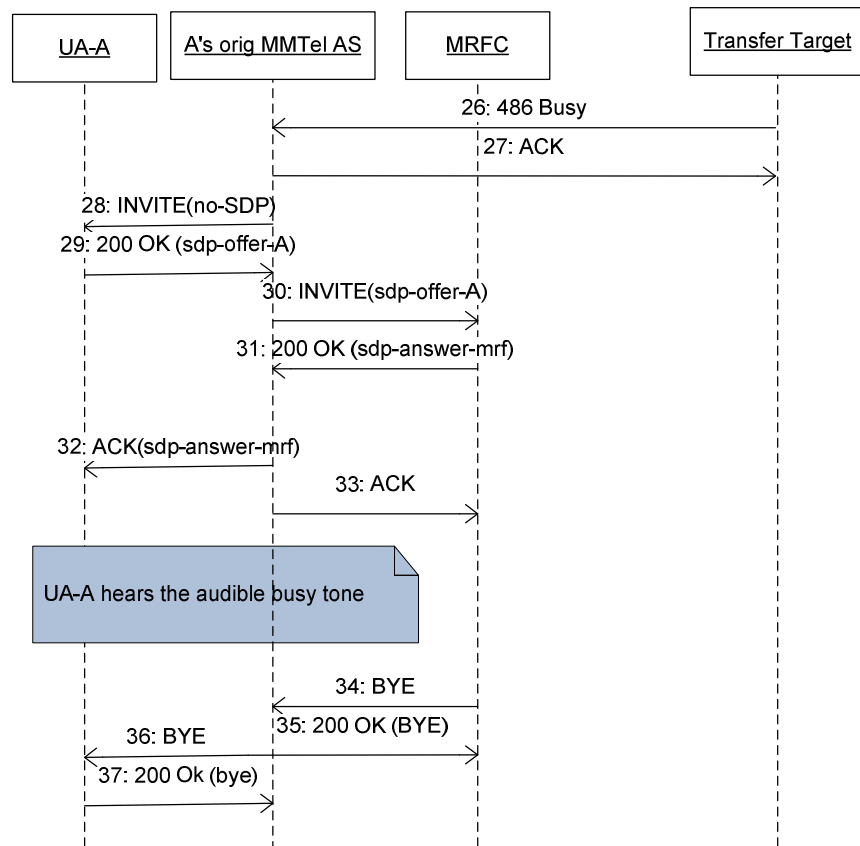 UA-A
A's orig MMTel AS
MRFC
Transfer Target
26: 486 Busy
27: ACK
28: INVITE(no-SDP)
29: 200 OK (sdp-offer-A)
30: INVITE(sdp-offer-A)
31: 200 OK (sdp-answer-mrf)
32: ACK(sdp-answer-mrf)
33: ACK
UA-A hears the audible busy tone
34: BYE
35: 200 OK (BYE)
36: BYE
37: 200 Ok (bye)